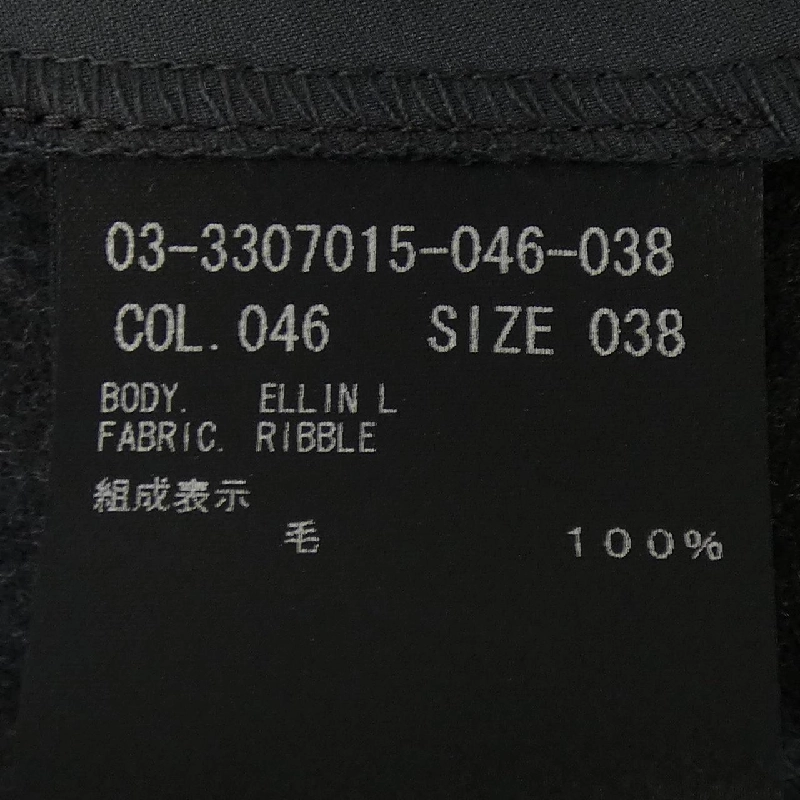 03-3307015-046-038
COL. 046 SIZE 038
BODY. ELLIN L
FABRIC. RIBBLE
組成表示
毛 100%